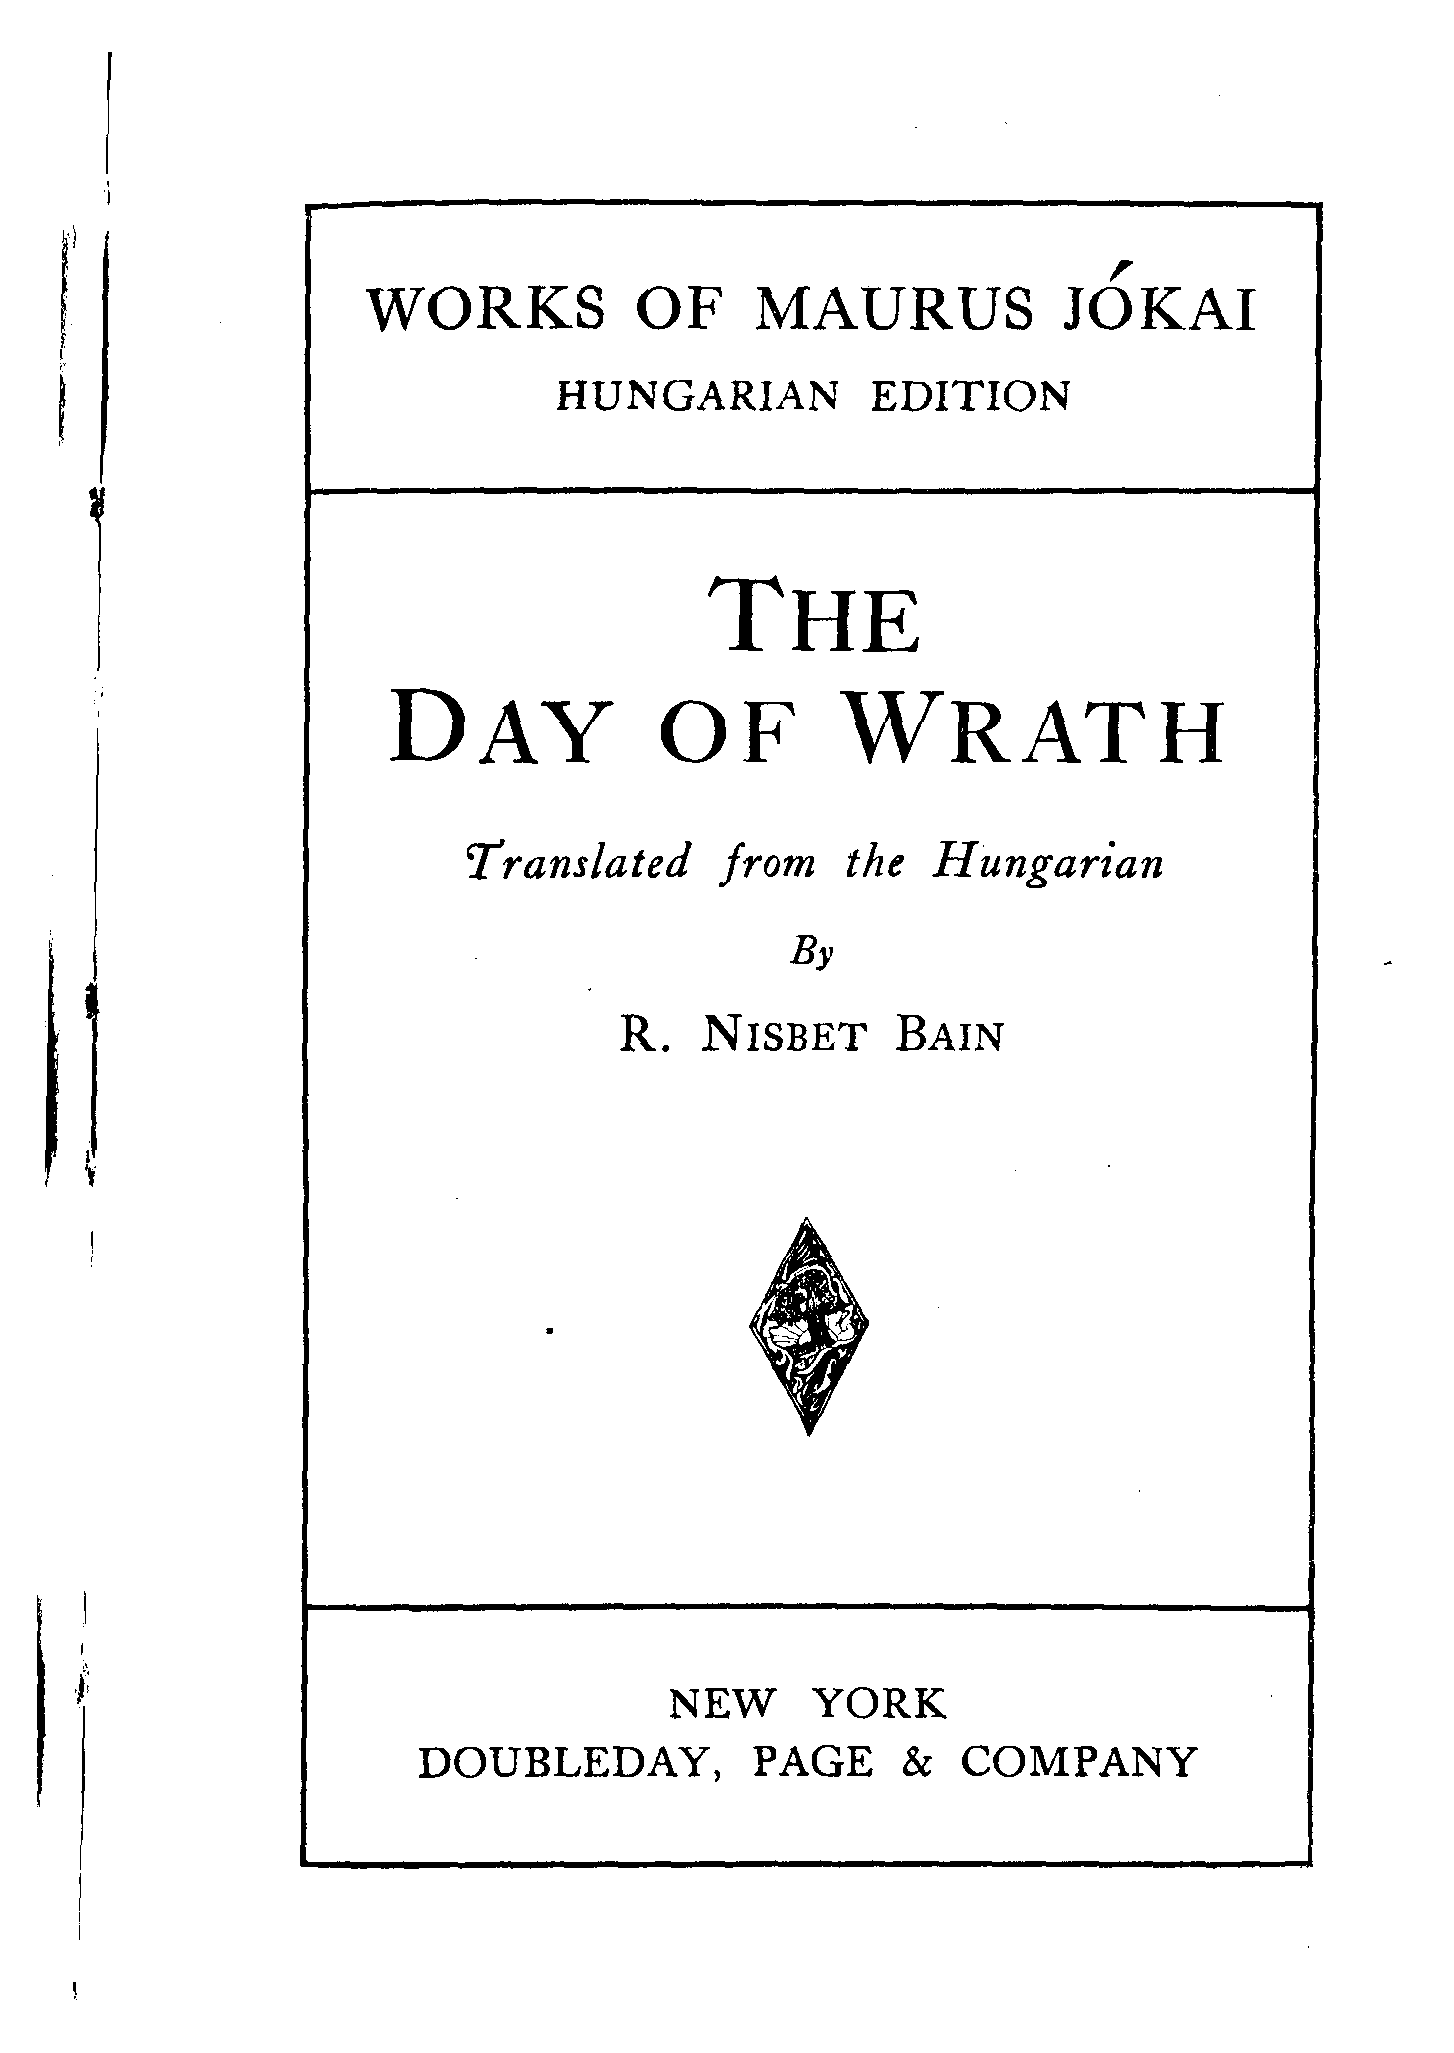 WORKS OF MAURUS JÓKAI
HUNGARIAN EDITION
THE
DAY OF WRATH
Translated from the Hungarian
By
R. NISBET BAIN
NEW YORK
DOUBLEDAY, PAGE & COMPANY